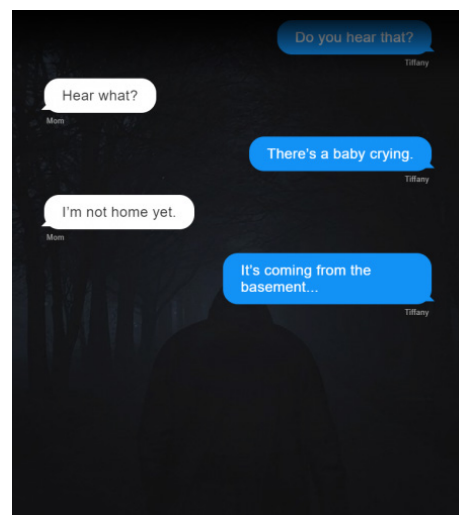 Do you hear that?
Tiffany
Hear what?
Mom
There's a baby crying.
Tiffany
I'm not home yet.
Mom
It's coming from the
basement...
Tiffany